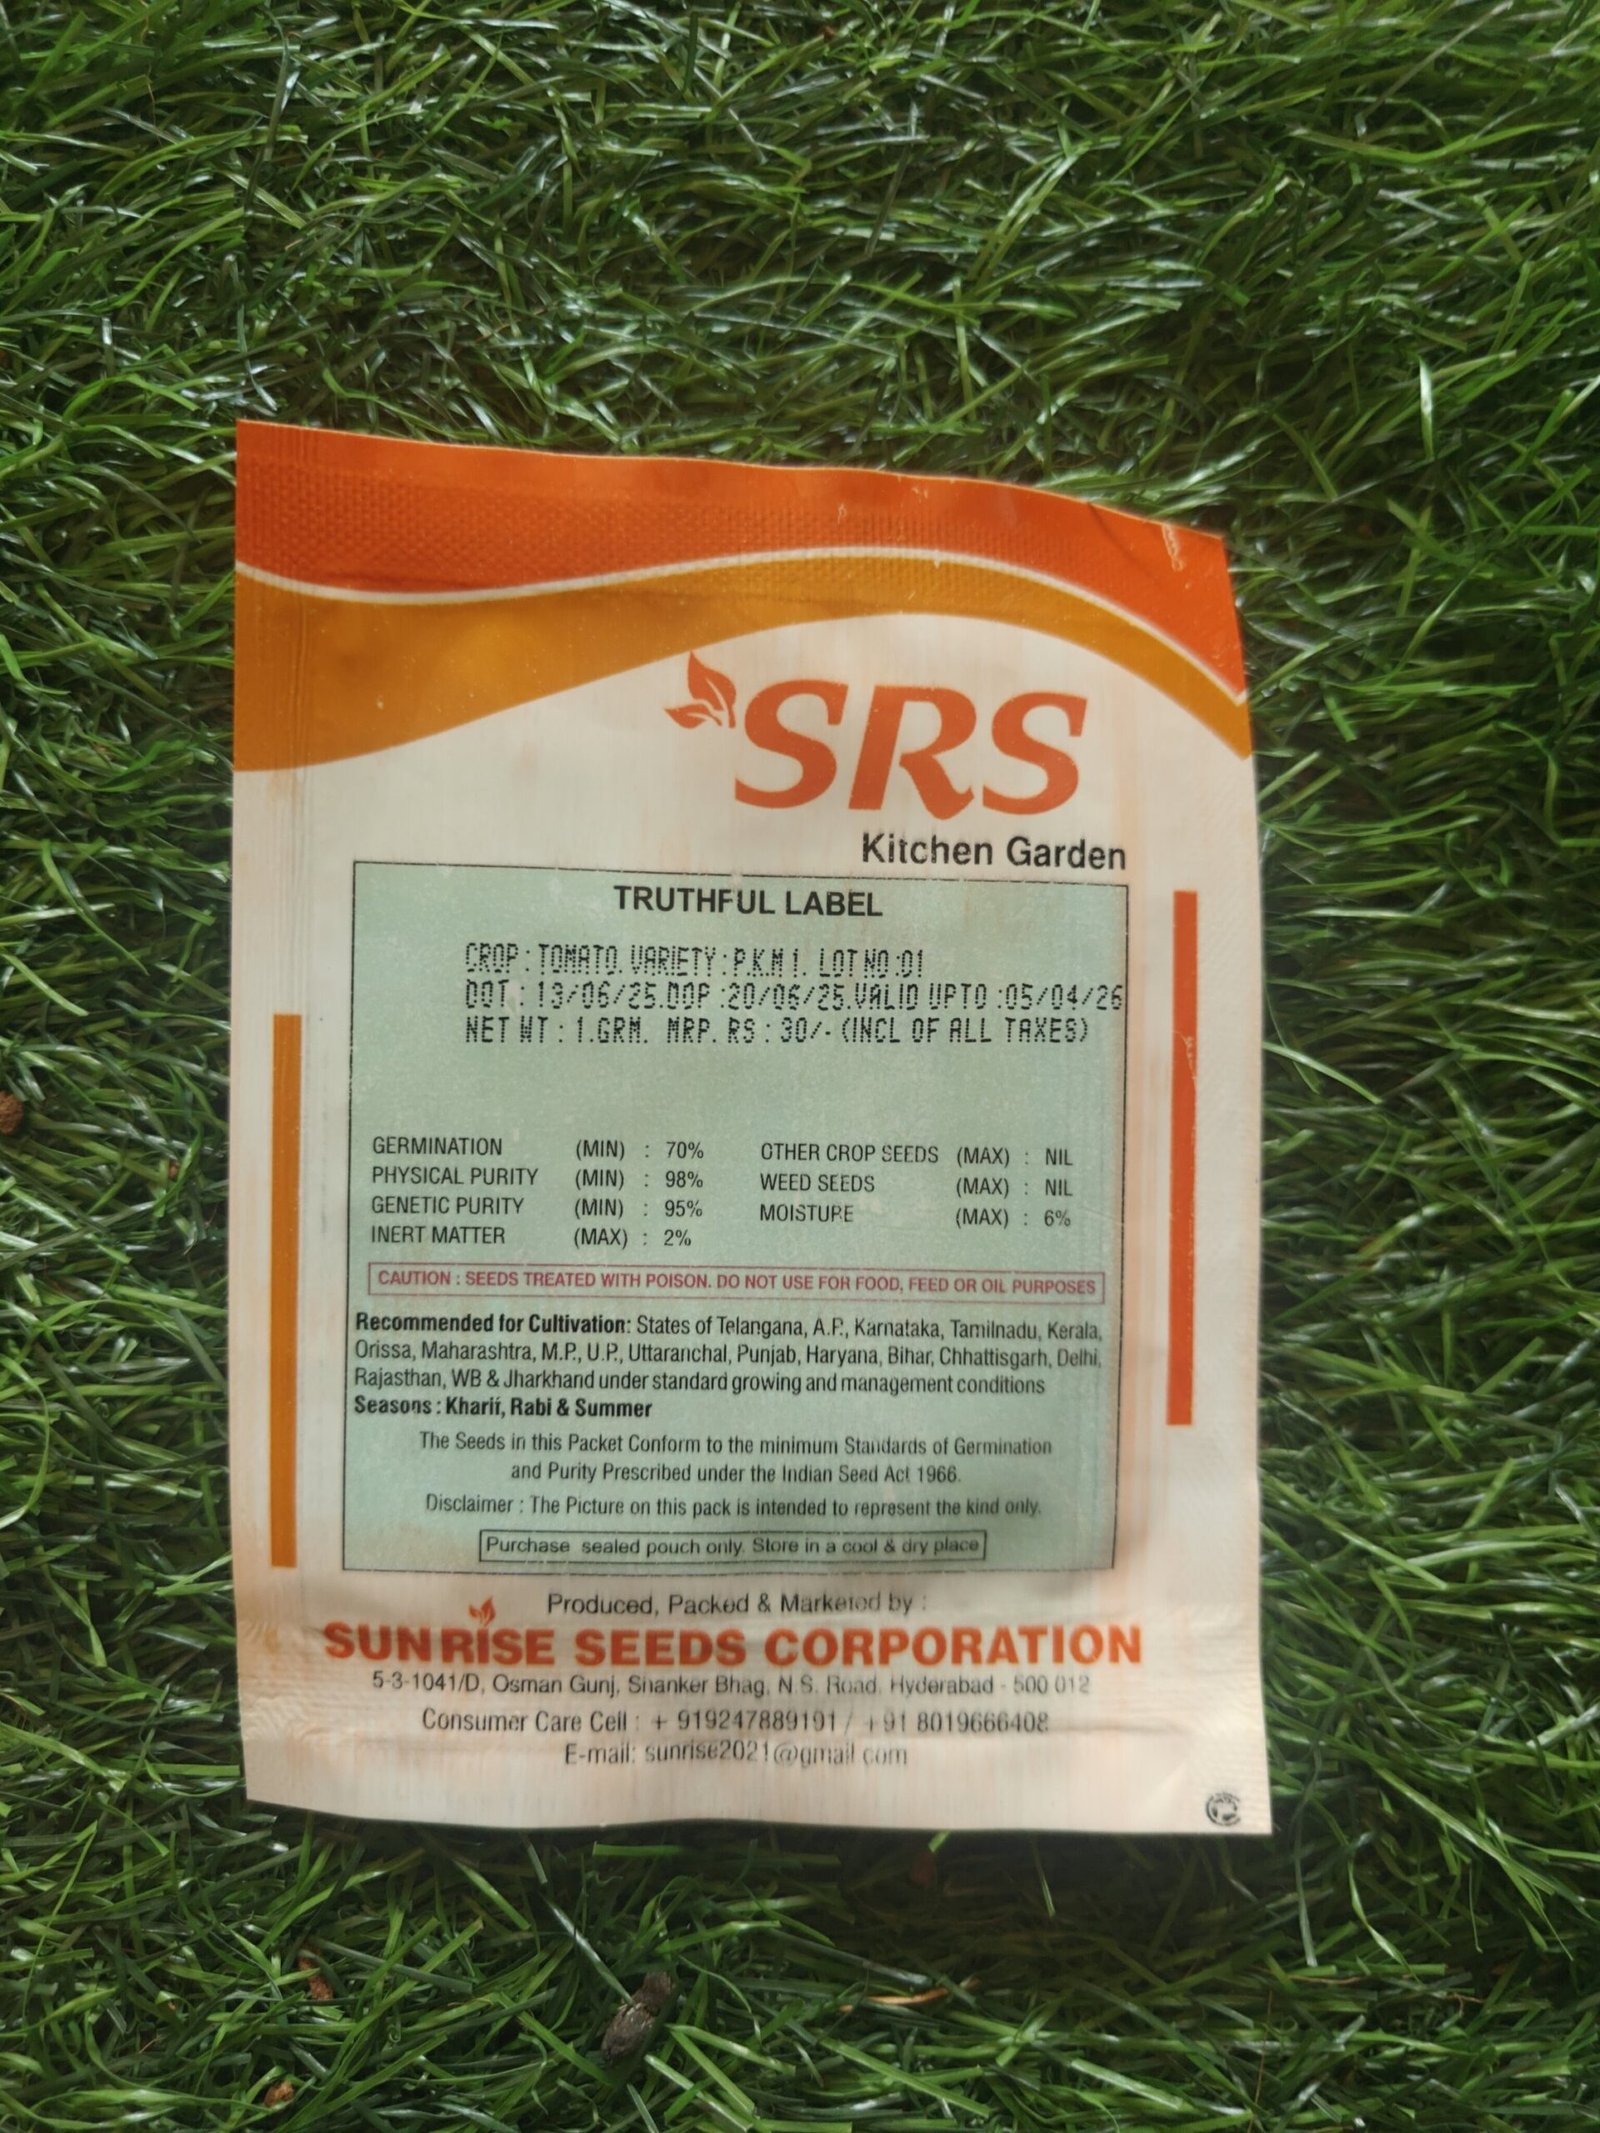 SRS
Kitchen Garden
TRUTHFUL LABEL
CROP : TOMATO. VARIETY : P.K.M 1. LOT NO :01
DOT : 13/06/25.DOP :20/06/25.VALID UPTO :05/04/26
NET WT : 1.GRM. MRP. RS : 30/- (INCL OF ALL TAXES)
GERMINATION (MIN) : 70% OTHER CROP SEEDS (MAX) : NIL
PHYSICAL PURITY (MIN) : 98% WEED SEEDS (MAX) : NIL
GENETIC PURITY (MIN) : 95% MOISTURE (MAX) : 6%
INERT MATTER (MAX) : 2%
CAUTION : SEEDS TREATED WITH POISON. DO NOT USE FOR FOOD, FEED OR OIL PURPOSES
Recommended for Cultivation: States of Telangana, A.P., Karnataka, Tamilnadu, Kerala,
Orissa, Maharashtra, M.P., U.P., Uttaranchal, Punjab, Haryana, Bihar, Chhattisgarh, Delhi,
Rajasthan, WB & Jharkhand under standard growing and management conditions
Seasons : Kharif, Rabi & Summer
The Seeds in this Packet Conform to the minimum Standards of Germination
and Purity Prescribed under the Indian Seed Act 1966.
Disclaimer : The Picture on this pack is intended to represent the kind only.
Purchase sealed pouch only. Store in a cool & dry place
Produced, Packed & Marketed by :
SUNRISE SEEDS CORPORATION
5-3-1041/D, Osman Gunj, Shanker Bhag, N.S. Road, Hyderabad - 500 012
Consumer Care Cell : + 919247889191 / +91 8019666408
E-mail: sunrise2021@gmail.com